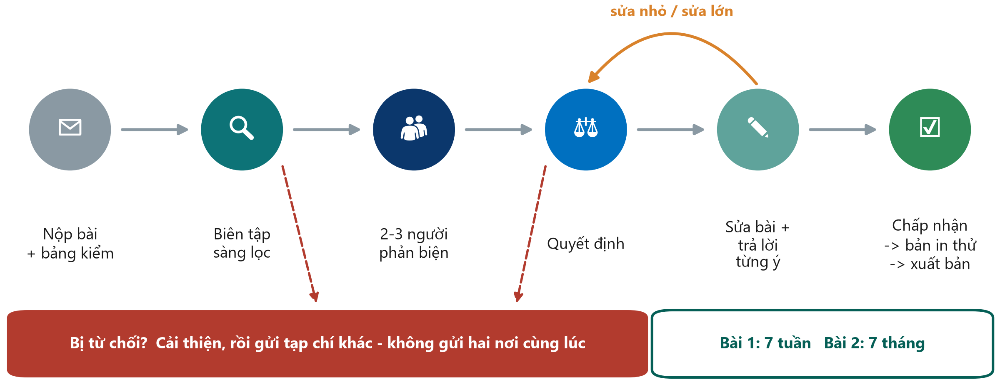 sửa nhỏ / sửa lớn
Nộp bài
+ bảng kiểm
Biên tập
sàng lọc
2-3 người
phản biện
Quyết định
Sửa bài +
trả lời
từng ý
Chấp nhận
-> bản in thử
-> xuất bản
Bị từ chối?  Cải thiện, rồi gửi tạp chí khác - không gửi hai nơi cùng lúc
Bài 1: 7 tuần   Bài 2: 7 tháng